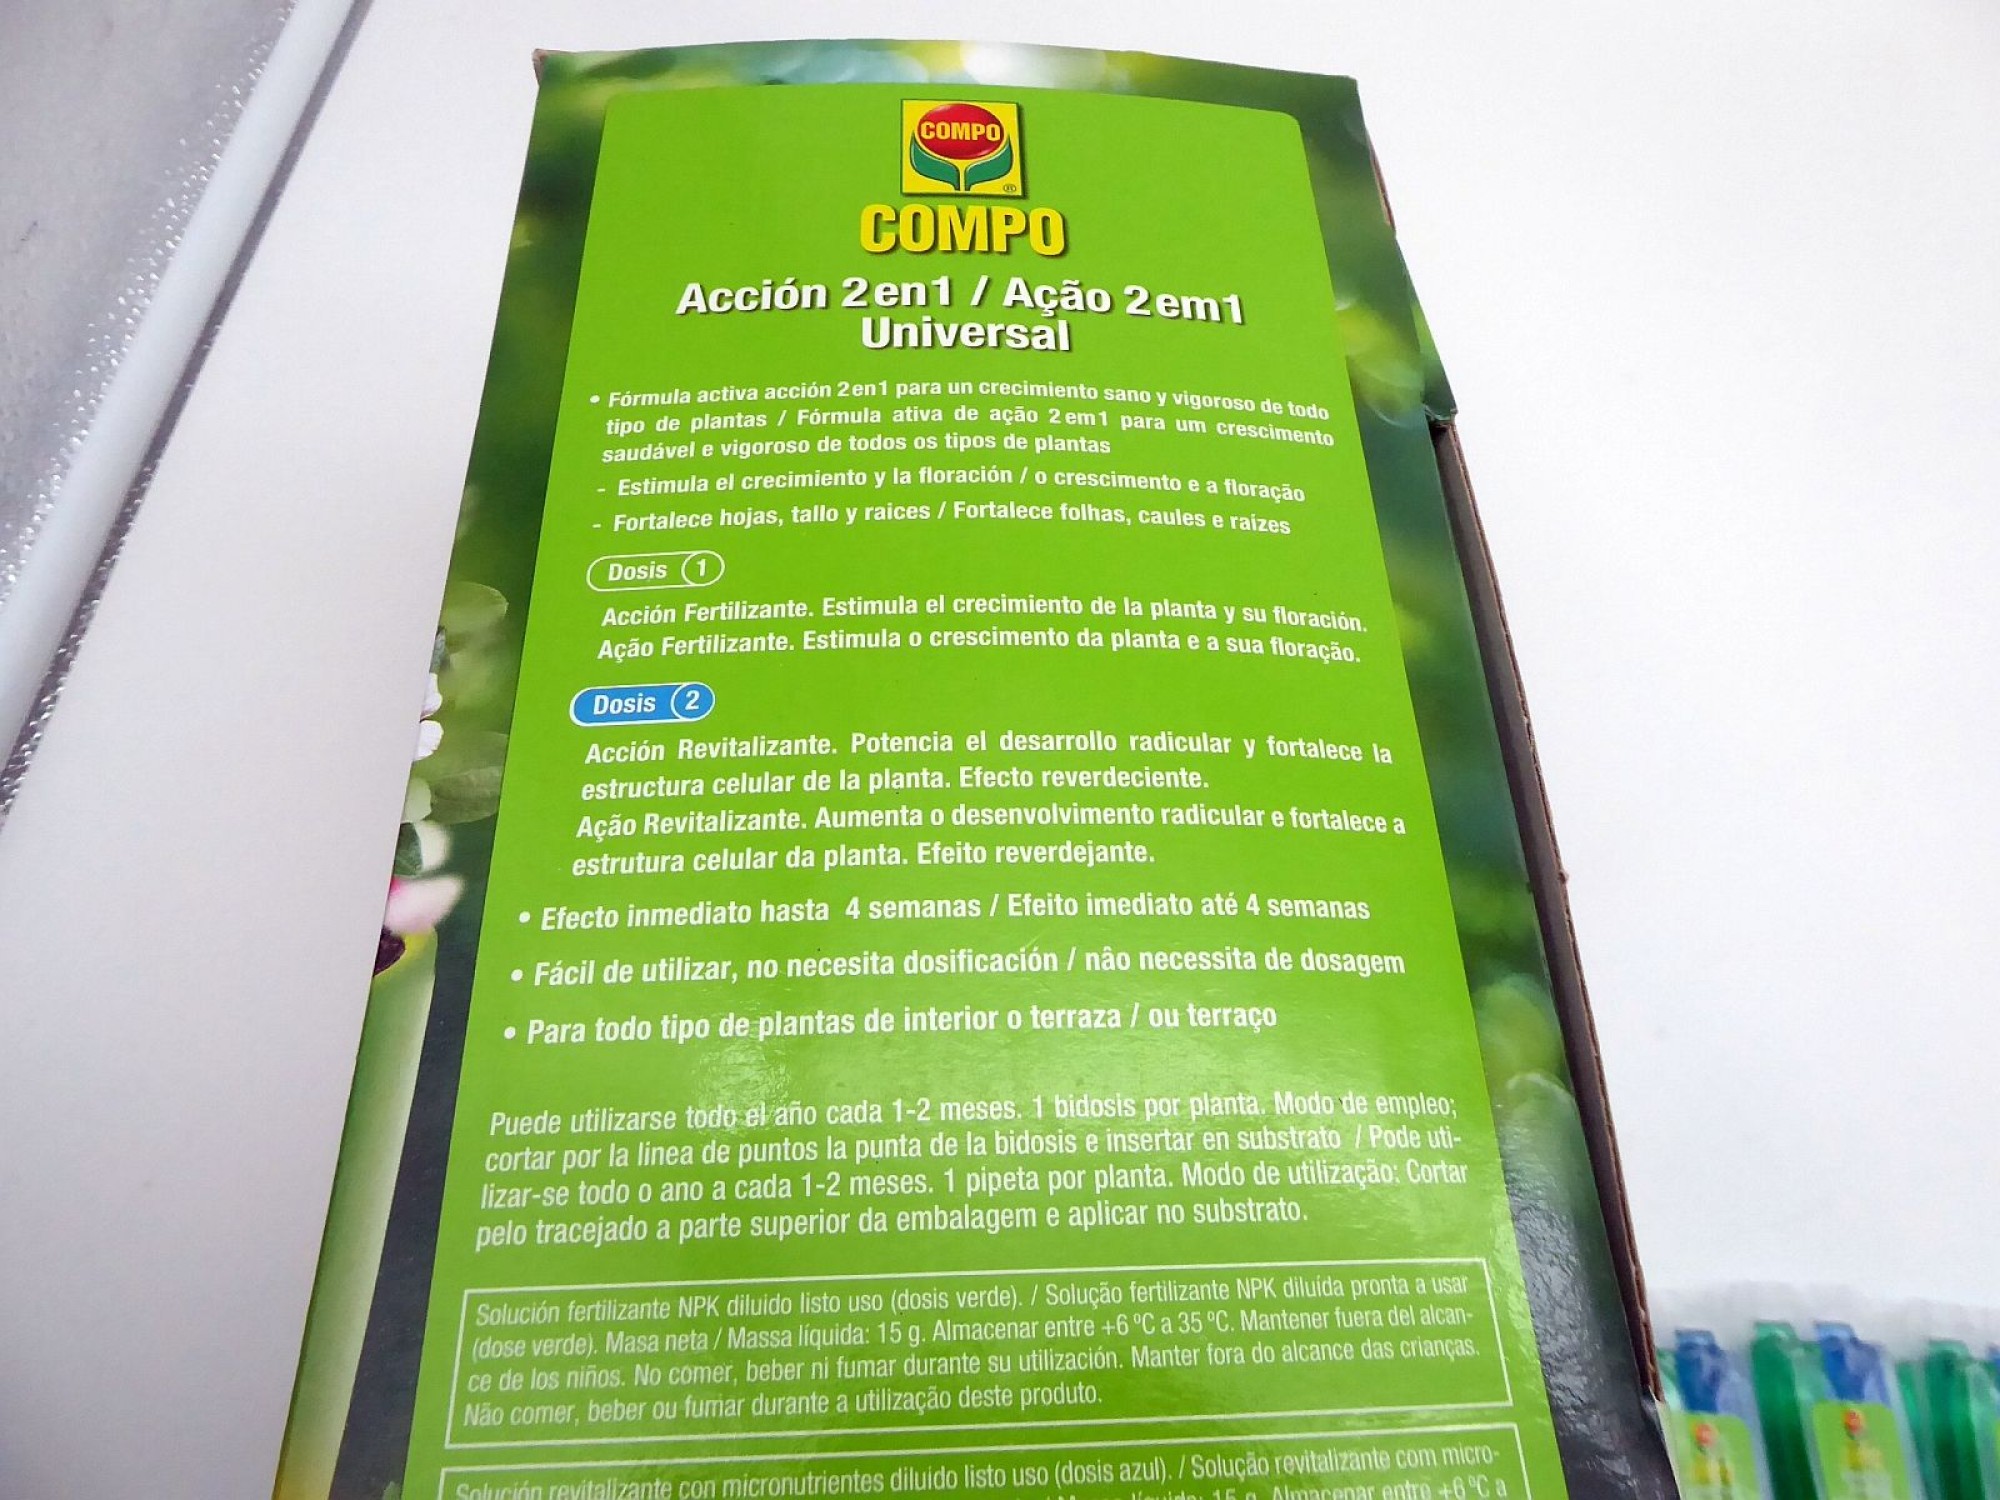 COMPO
®
COMPO
Acción 2en1 / Ação 2em1
Universal
• Fórmula activa acción 2en1 para un crecimiento sano y vigoroso de todo
tipo de plantas / Fórmula ativa de ação 2em1 para um crescimento
saudável e vigoroso de todos os tipos de plantas
- Estimula el crecimiento y la floración / o crescimento e a floração
- Fortalece hojas, tallo y raices / Fortalece folhas, caules e raízes
Dosis 1
Acción Fertilizante. Estimula el crecimiento de la planta y su floración.
Ação Fertilizante. Estimula o crescimento da planta e a sua floração.
Dosis 2
Acción Revitalizante. Potencia el desarrollo radicular y fortalece la
estructura celular de la planta. Efecto reverdeciente.
Ação Revitalizante. Aumenta o desenvolvimento radicular e fortalece a
estrutura celular da planta. Efeito reverdejante.
• Efecto inmediato hasta 4 semanas / Efeito imediato até 4 semanas
• Fácil de utilizar, no necesita dosificación / nâo necessita de dosagem
• Para todo tipo de plantas de interior o terraza / ou terraço
Puede utilizarse todo el año cada 1-2 meses. 1 bidosis por planta. Modo de empleo;
cortar por la linea de puntos la punta de la bidosis e insertar en substrato / Pode uti-
lizar-se todo o ano a cada 1-2 meses. 1 pipeta por planta. Modo de utilização: Cortar
pelo tracejado a parte superior da embalagem e aplicar no substrato.
Solución fertilizante NPK diluido listo uso (dosis verde). / Solução fertilizante NPK diluída pronta a usar
(dose verde). Masa neta / Massa líquida: 15 g. Almacenar entre +6 ºC a 35 ºC. Mantener fuera del alcan-
ce de los niños. No comer, beber ni fumar durante su utilización. Manter fora do alcance das crianças.
Não comer, beber ou fumar durante a utilização deste produto.
Solución revitalizante con micronutrientes diluido listo uso (dosis azul). / Solução revitalizante com micro-
15 g. Almacenar entre +6 ºC a